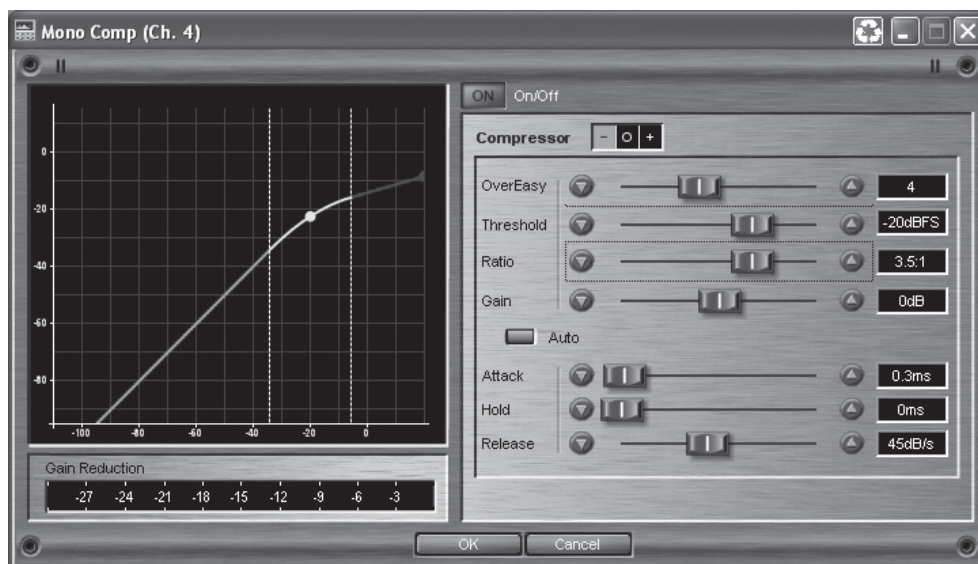 Mono Comp (Ch. 4)
ON On/Off
Compressor - O +
OverEasy 4
Threshold -20dBFS
Ratio 3.5:1
Gain 0dB
Auto
Attack 0.3ms
Hold 0ms
Release 45dB/s
0
-20
-40
-60
-80
-100 -80 -60 -40 -20 0
Gain Reduction
-27 -24 -21 -18 -15 -12 -9 -6 -3
OK Cancel